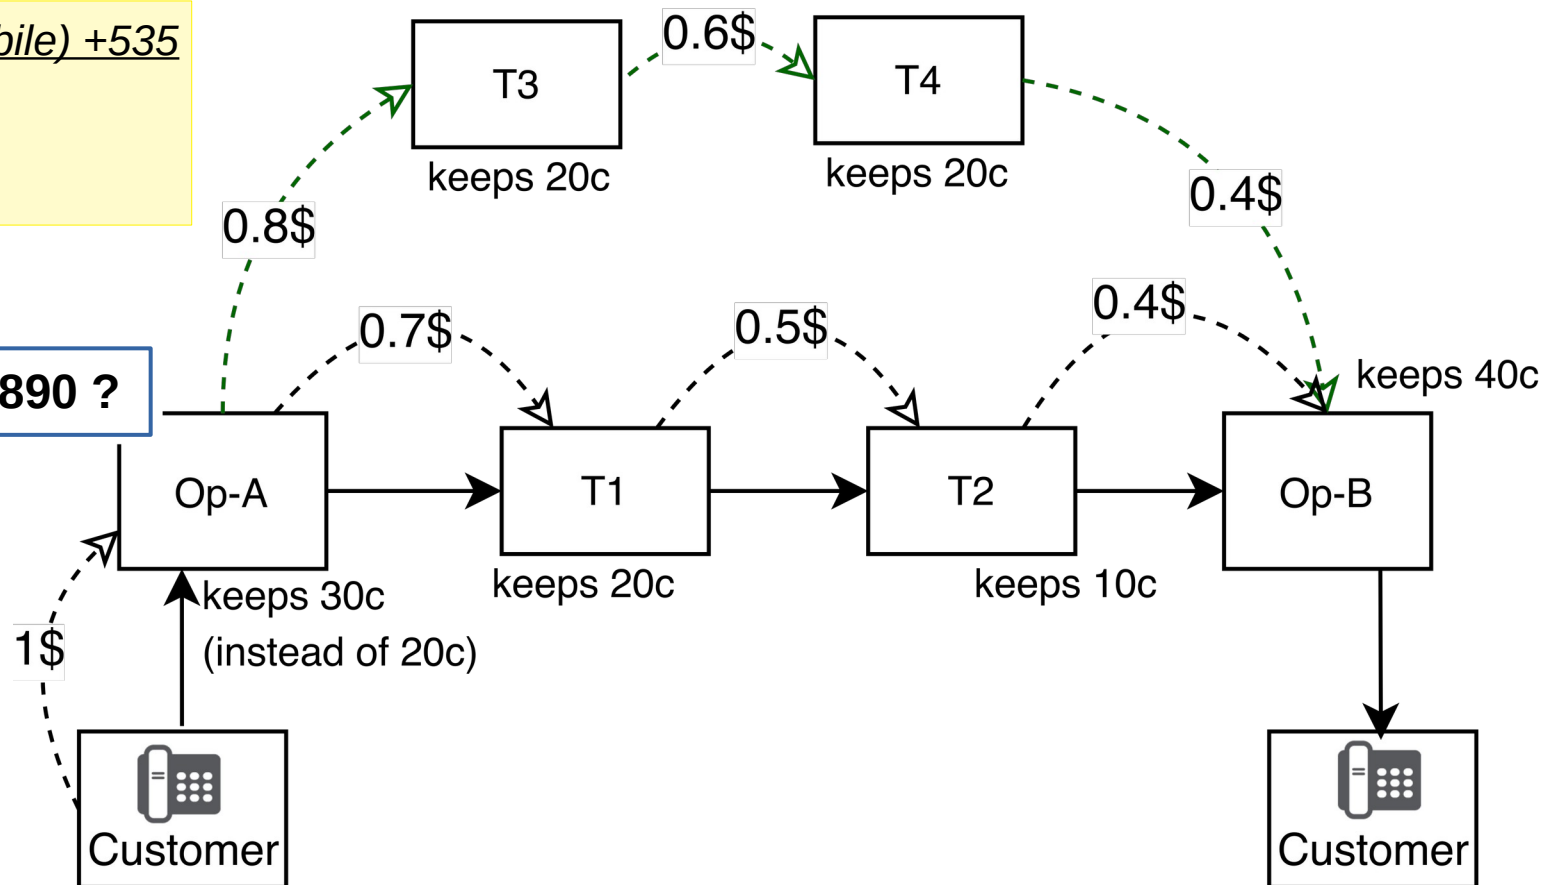 bile) +535
0.6$
T3
T4
keeps 20c
keeps 20c
0.8$
0.4$
0.7$
0.5$
0.4$
890 ?
keeps 40c
Op-A
T1
T2
Op-B
keeps 30c
(instead of 20c)
keeps 20c
keeps 10c
1$
Customer
Customer